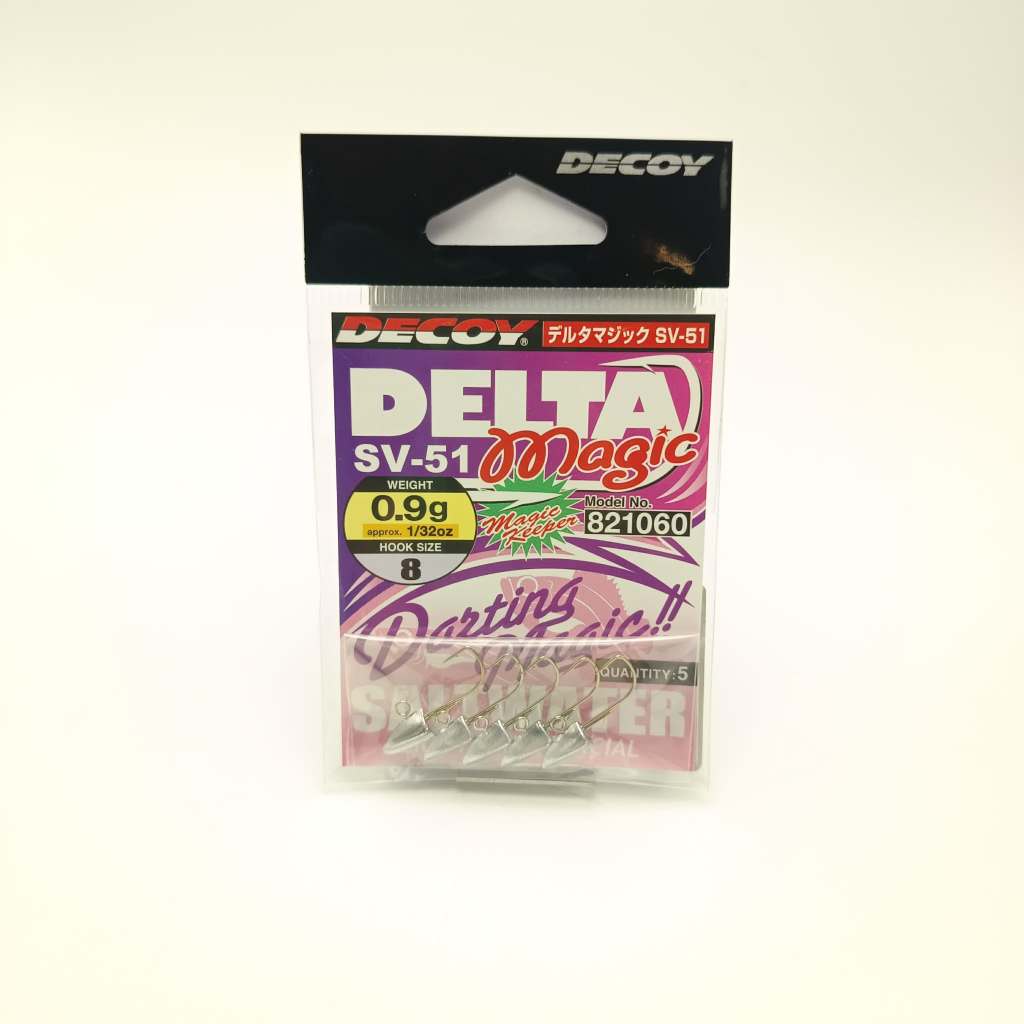 DECOY
DECOY® デルタマジック SV-51
DELTA
SV-51 Magic
WEIGHT
0.9g
approx. 1/32oz
HOOK SIZE
8
Magic
Keeper
Model No.
821060
Darting
Magic!!
QUANTITY:5
SALTWATER